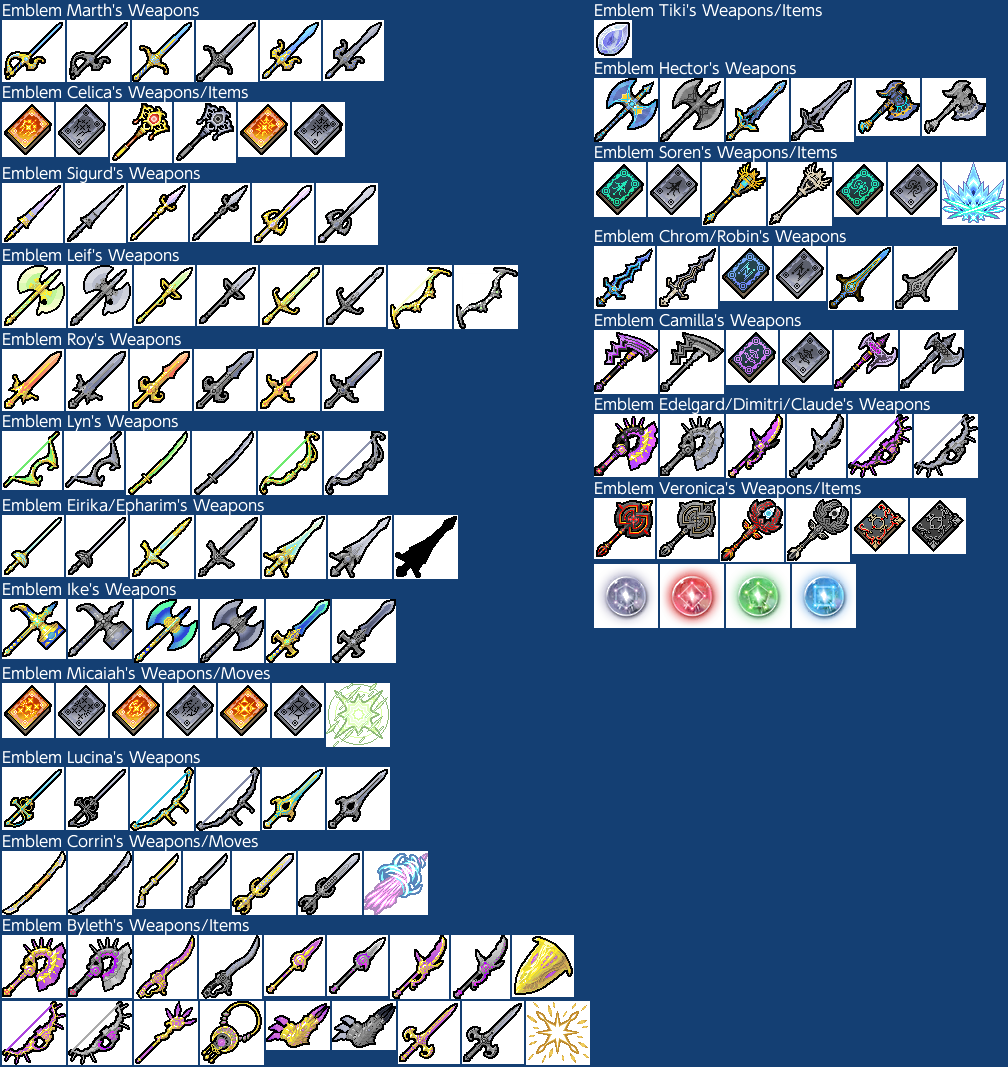 Emblem Marth's Weapons
Emblem Celica's Weapons/Items
Emblem Sigurd's Weapons
Emblem Leif's Weapons
Emblem Roy's Weapons
Emblem Lyn's Weapons
Emblem Eirika/Epharim's Weapons
Emblem Ike's Weapons
Emblem Micaiah's Weapons/Moves
Emblem Lucina's Weapons
Emblem Corrin's Weapons/Moves
Emblem Byleth's Weapons/Items
Emblem Tiki's Weapons/Items
Emblem Hector's Weapons
Emblem Soren's Weapons/Items
Emblem Chrom/Robin's Weapons
Emblem Camilla's Weapons
Emblem Edelgard/Dimitri/Claude's Weapons
Emblem Veronica's Weapons/Items